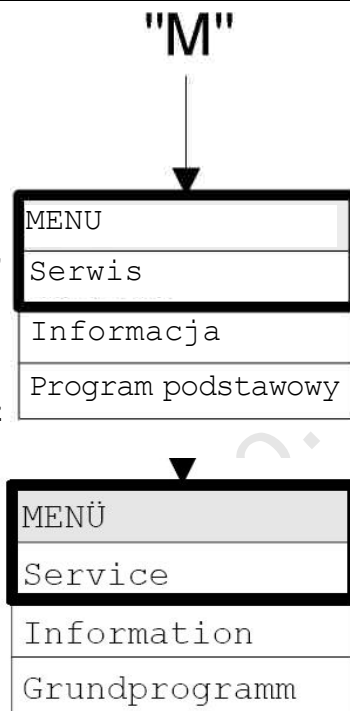 "M"
MENU
Serwis
Informacja
Program podstawowy
MENÜ
Service
Information
Grundprogramm